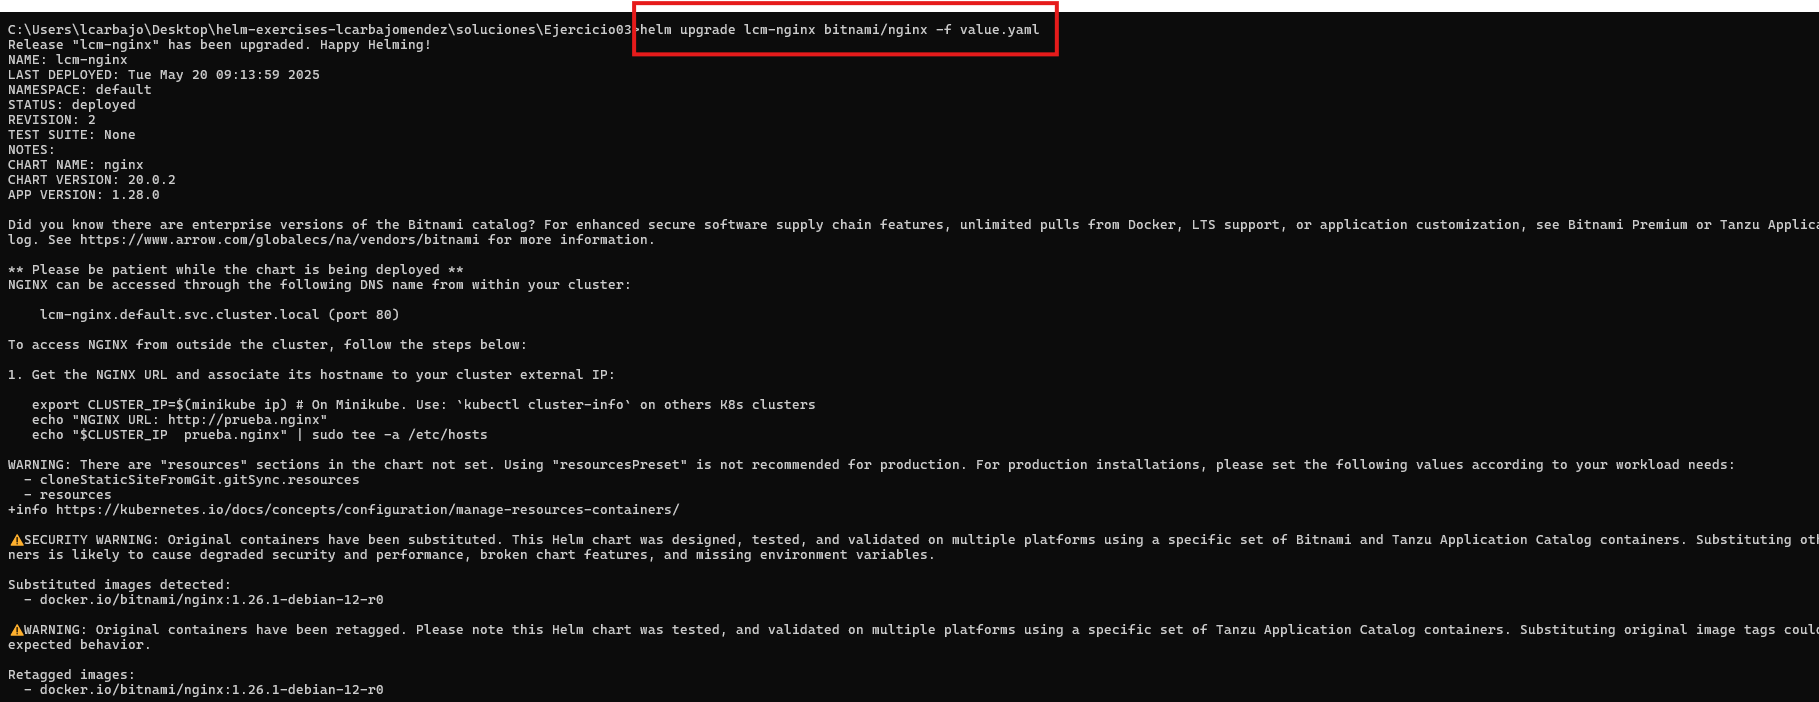 C:\Users\lcarbajo\Desktop\helm-exercises-lcarbajomendez\soluciones\Ejercicio03>helm upgrade lcm-nginx bitnami/nginx -f value.yaml
Release "lcm-nginx" has been upgraded. Happy Helming!
NAME: lcm-nginx
LAST DEPLOYED: Tue May 20 09:13:59 2025
NAMESPACE: default
STATUS: deployed
REVISION: 2
TEST SUITE: None
NOTES:
CHART NAME: nginx
CHART VERSION: 20.0.2
APP VERSION: 1.28.0
Did you know there are enterprise versions of the Bitnami catalog? For enhanced secure software supply chain features, unlimited pulls from Docker, LTS support, or application customization, see Bitnami Premium or Tanzu Applica
log. See https://www.arrow.com/globalecs/na/vendors/bitnami for more information.
** Please be patient while the chart is being deployed **
NGINX can be accessed through the following DNS name from within your cluster:
lcm-nginx.default.svc.cluster.local (port 80)
To access NGINX from outside the cluster, follow the steps below:
1. Get the NGINX URL and associate its hostname to your cluster external IP:
export CLUSTER_IP=$(minikube ip) # On Minikube. Use: `kubectl cluster-info` on others K8s clusters
echo "NGINX URL: http://prueba.nginx"
echo "$CLUSTER_IP  prueba.nginx" | sudo tee -a /etc/hosts
WARNING: There are "resources" sections in the chart not set. Using "resourcesPreset" is not recommended for production. For production installations, please set the following values according to your workload needs:
- cloneStaticSiteFromGit.gitSync.resources
- resources
+info https://kubernetes.io/docs/concepts/configuration/manage-resources-containers/
⚠SECURITY WARNING: Original containers have been substituted. This Helm chart was designed, tested, and validated on multiple platforms using a specific set of Bitnami and Tanzu Application Catalog containers. Substituting oth
ners is likely to cause degraded security and performance, broken chart features, and missing environment variables.
Substituted images detected:
- docker.io/bitnami/nginx:1.26.1-debian-12-r0
⚠WARNING: Original containers have been retagged. Please note this Helm chart was tested, and validated on multiple platforms using a specific set of Tanzu Application Catalog containers. Substituting original image tags could
expected behavior.
Retagged images:
- docker.io/bitnami/nginx:1.26.1-debian-12-r0